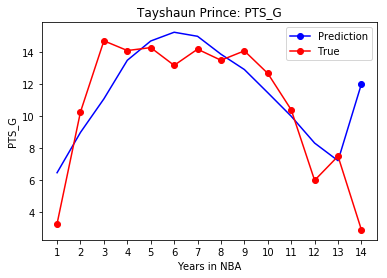 Tayshaun Prince: PTS_G
Prediction
True
PTS_G
14
12
10
8
6
4
1 2 3 4 5 6 7 8 9 10 11 12 13 14
Years in NBA